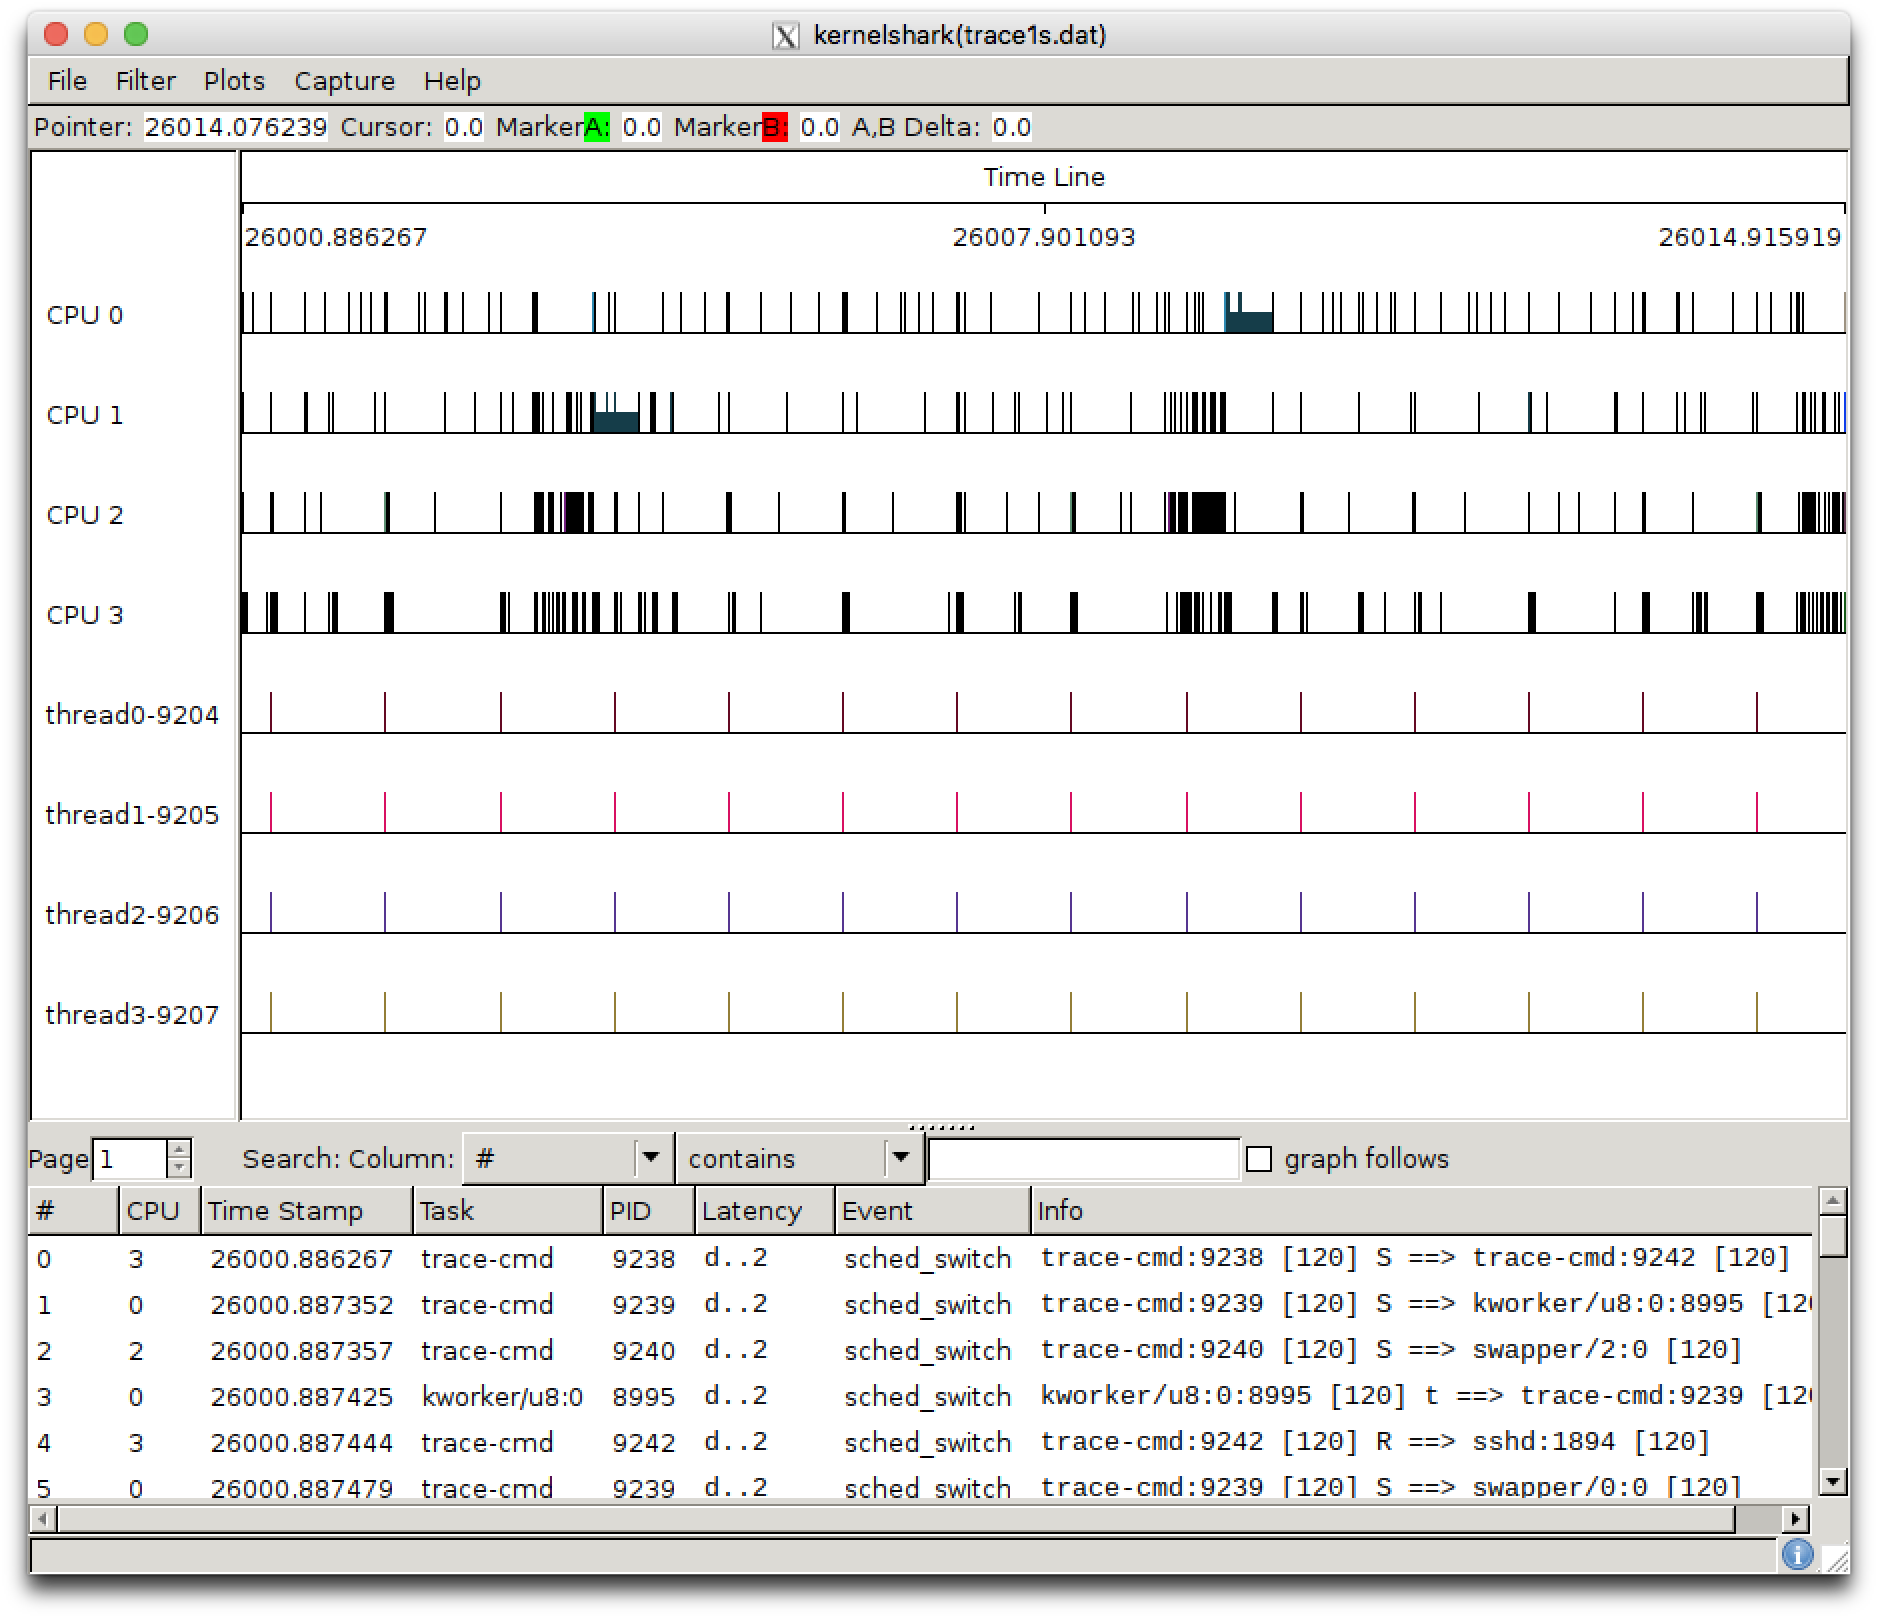 kernelshark(trace1s.dat)
File Filter Plots Capture Help
Pointer: 26014.076239 Cursor: 0.0 MarkerA: 0.0 MarkerB: 0.0 A,B Delta: 0.0
Time Line
26000.886267 26007.901093 26014.915919
CPU 0
CPU 1
CPU 2
CPU 3
thread0-9204
thread1-9205
thread2-9206
thread3-9207
Page 1 Search: Column: # contains graph follows
# CPU Time Stamp Task PID Latency Event Info
0 3 26000.886267 trace-cmd 9238 d..2 sched_switch trace-cmd:9238 [120] S ==> trace-cmd:9242 [120]
1 0 26000.887352 trace-cmd 9239 d..2 sched_switch trace-cmd:9239 [120] S ==> kworker/u8:0:8995 [120
2 2 26000.887357 trace-cmd 9240 d..2 sched_switch trace-cmd:9240 [120] S ==> swapper/2:0 [120]
3 0 26000.887425 kworker/u8:0 8995 d..2 sched_switch kworker/u8:0:8995 [120] t ==> trace-cmd:9239 [120
4 3 26000.887444 trace-cmd 9242 d..2 sched_switch trace-cmd:9242 [120] R ==> sshd:1894 [120]
5 0 26000.887479 trace-cmd 9239 d..2 sched_switch trace-cmd:9239 [120] S ==> swapper/0:0 [120]